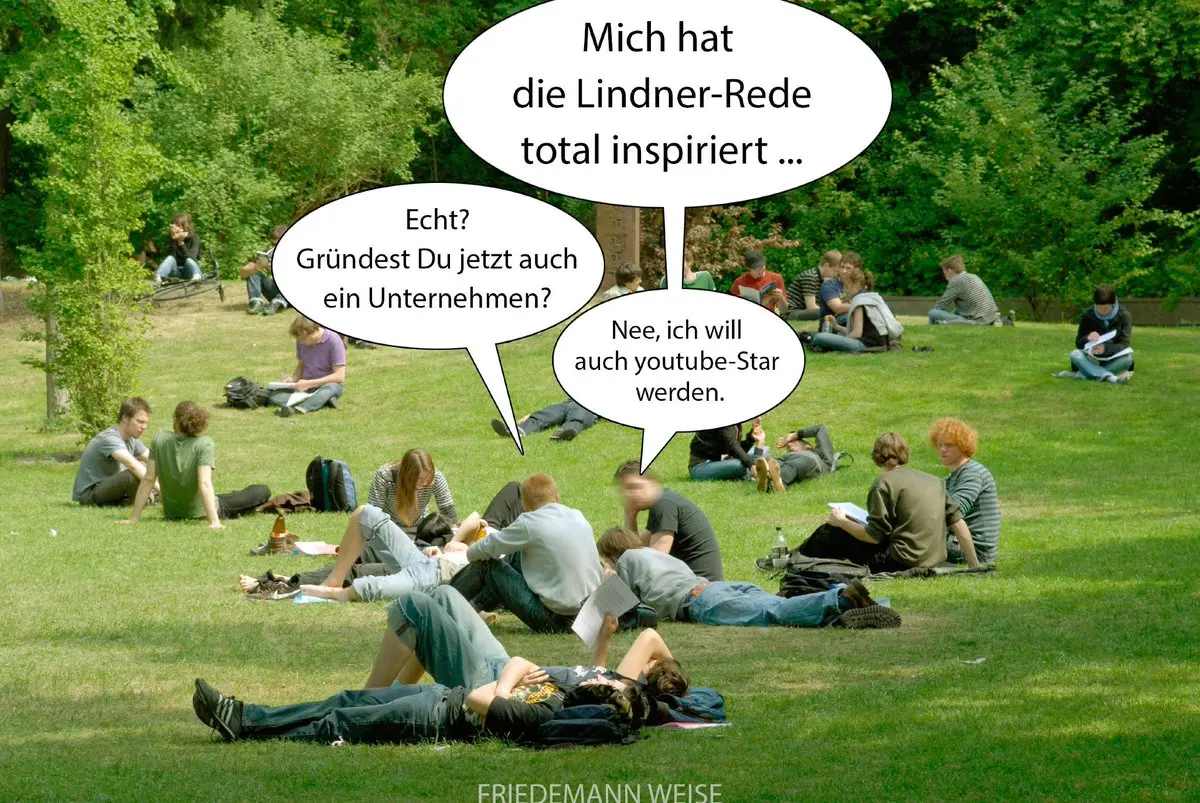 Mich hat
die Lindner-Rede
total inspiriert ...
Echt?
Gründest Du jetzt auch
ein Unternehmen?
Nee, ich will
auch youtube-Star
werden.
FRIEDEMANN WEISE